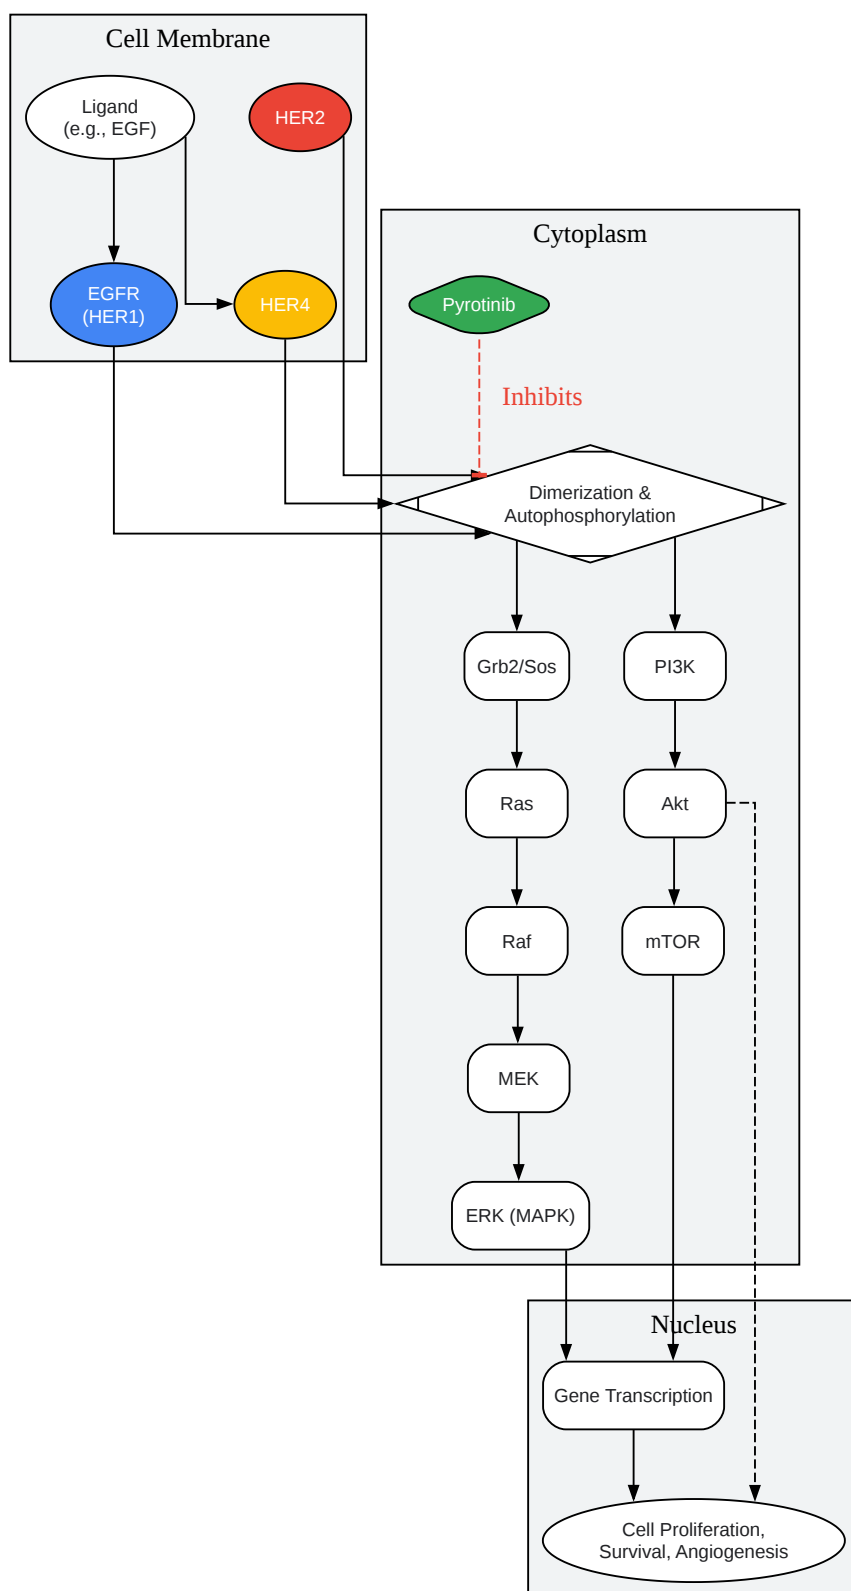 Cell Membrane
Ligand
(e.g., EGF)
HER2
EGFR
(HER1)
HER4
Cytoplasm
Pyrotinib
Inhibits
Dimerization &
Autophosphorylation
Grb2/Sos
PI3K
Ras
Akt
Raf
mTOR
MEK
ERK (MAPK)
Nucleus
Gene Transcription
Cell Proliferation,
Survival, Angiogenesis